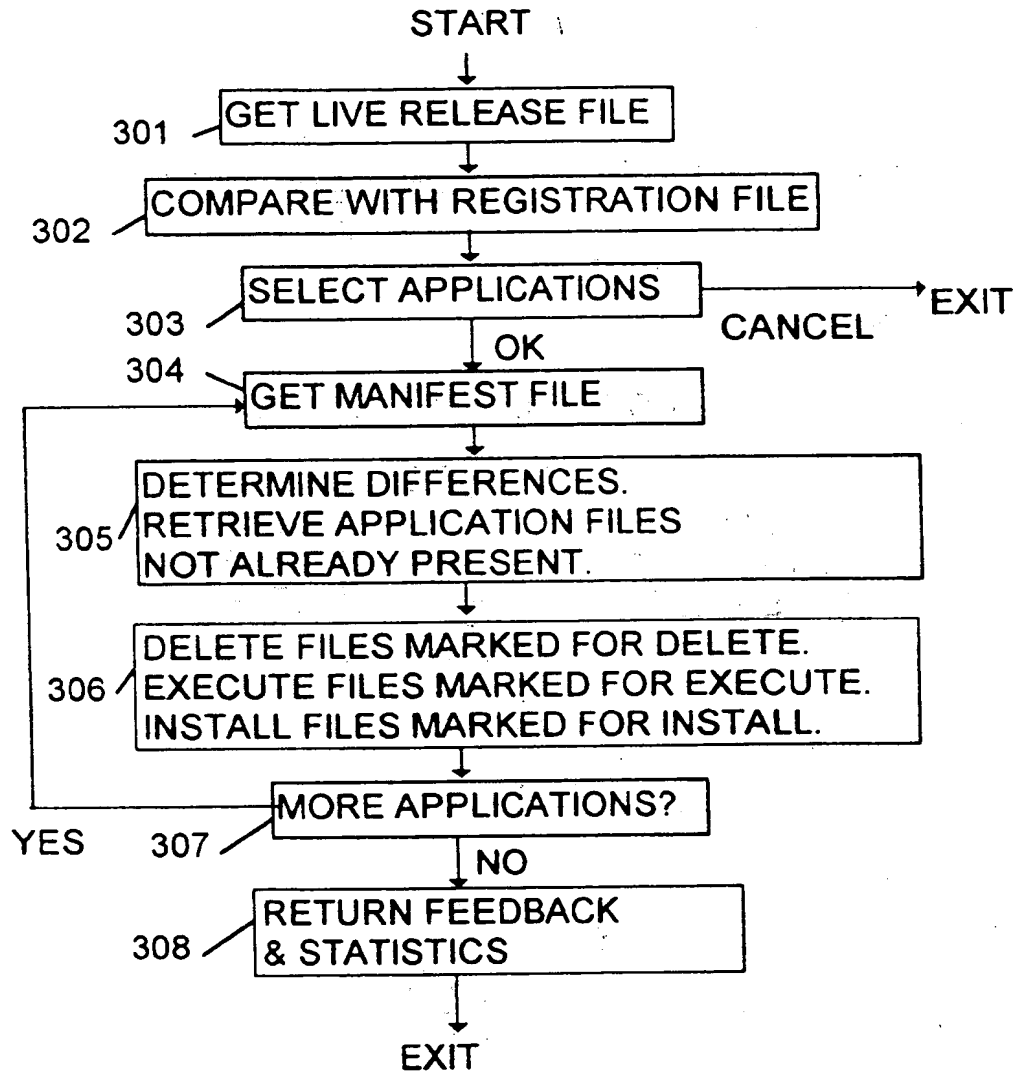 START
301
GET LIVE RELEASE FILE
302
COMPARE WITH REGISTRATION FILE
303
SELECT APPLICATIONS
EXIT
CANCEL
OK
304
GET MANIFEST FILE
305
DETERMINE DIFFERENCES.
RETRIEVE APPLICATION FILES
NOT ALREADY PRESENT.
306
DELETE FILES MARKED FOR DELETE.
EXECUTE FILES MARKED FOR EXECUTE.
INSTALL FILES MARKED FOR INSTALL.
MORE APPLICATIONS?
YES
307
NO
308
RETURN FEEDBACK
& STATISTICS
EXIT